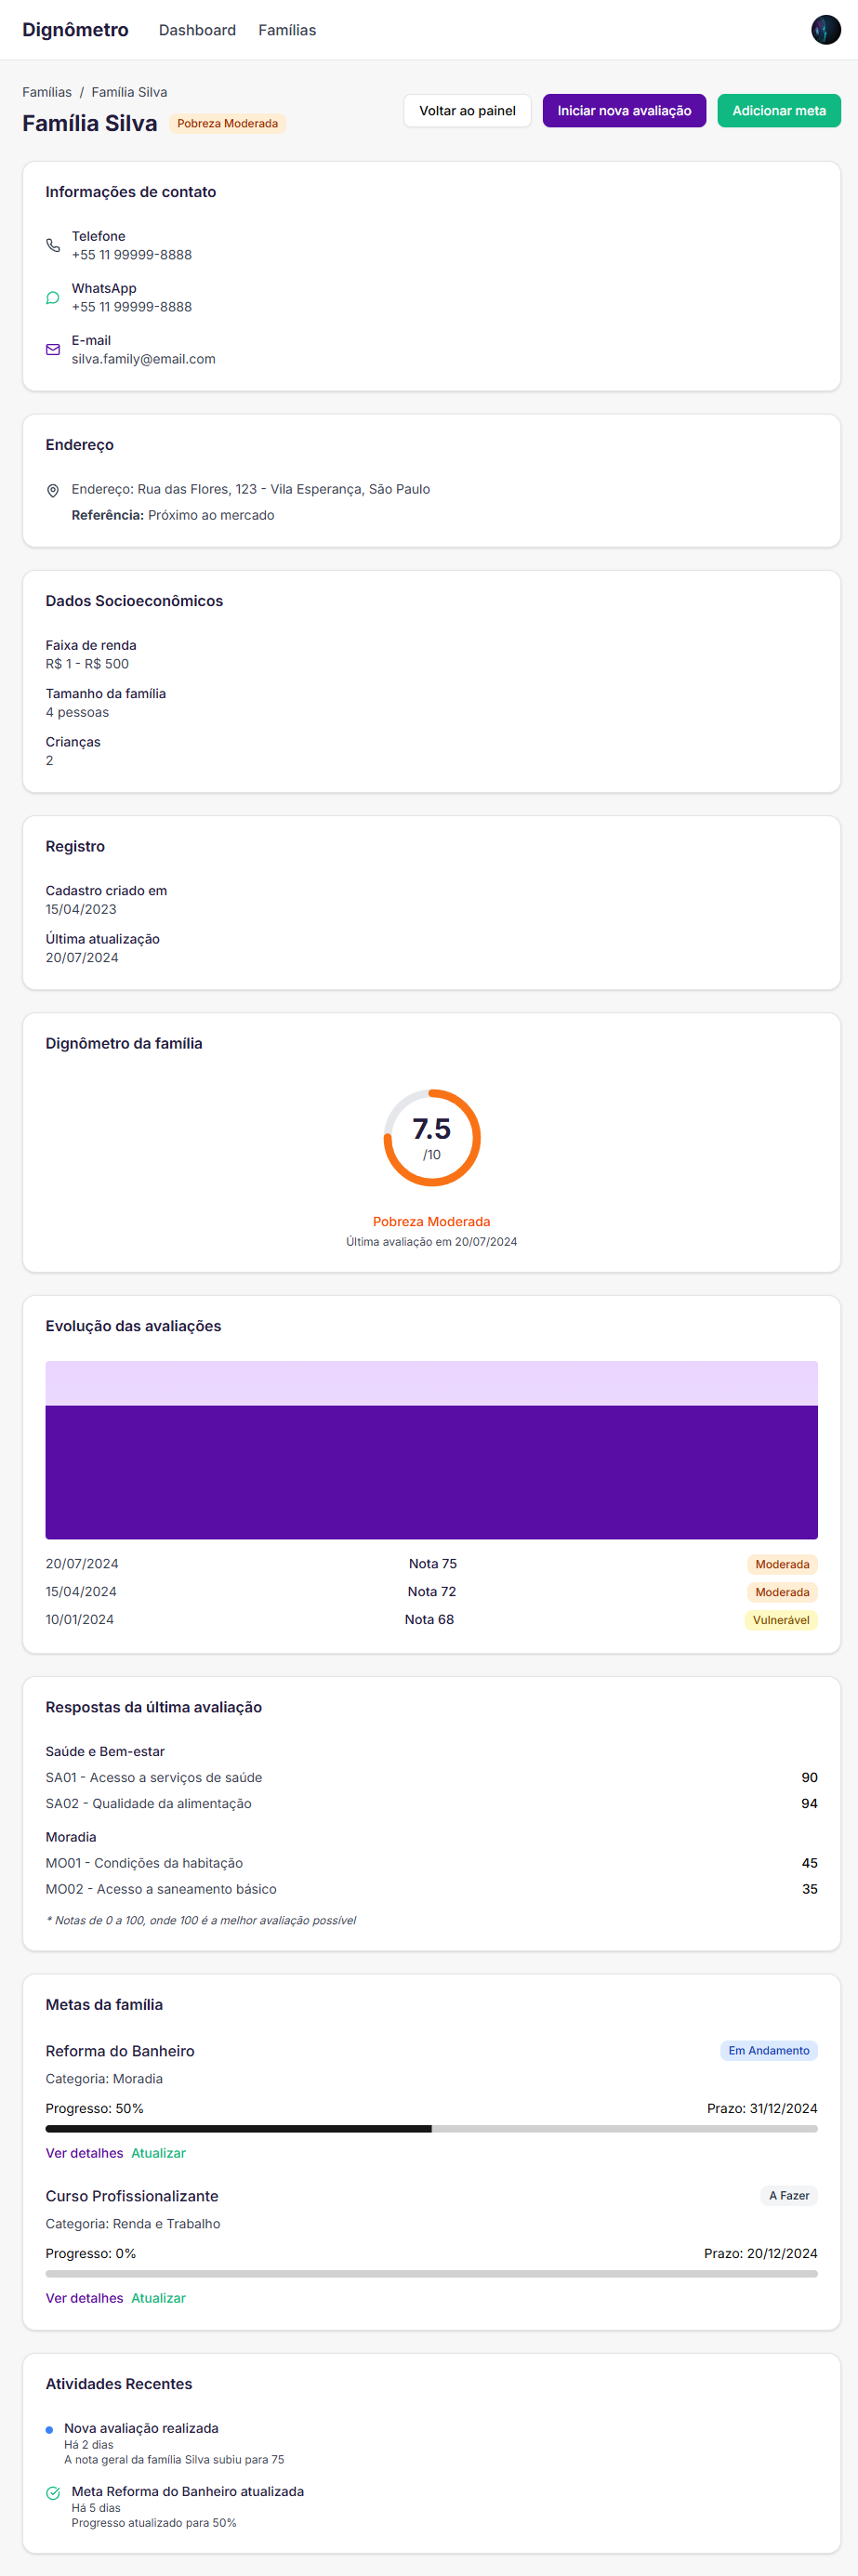 Dignômetro Dashboard Famílias
Famílias / Família Silva
Família Silva Pobreza Moderada
Voltar ao painel Iniciar nova avaliação Adicionar meta
Informações de contato
Telefone
+55 11 99999-8888
WhatsApp
+55 11 99999-8888
E-mail
silva.family@email.com
Endereço
Endereço: Rua das Flores, 123 - Vila Esperança, São Paulo
Referência: Próximo ao mercado
Dados Socioeconômicos
Faixa de renda
R$ 1 - R$ 500
Tamanho da família
4 pessoas
Crianças
2
Registro
Cadastro criado em
15/04/2023
Última atualização
20/07/2024
Dignômetro da família
7.5
/10
Pobreza Moderada
Última avaliação em 20/07/2024
Evolução das avaliações
20/07/2024 Nota 75 Moderada
15/04/2024 Nota 72 Moderada
10/01/2024 Nota 68 Vulnerável
Respostas da última avaliação
Saúde e Bem-estar
SA01 - Acesso a serviços de saúde 90
SA02 - Qualidade da alimentação 94
Moradia
MO01 - Condições da habitação 45
MO02 - Acesso a saneamento básico 35
* Notas de 0 a 100, onde 100 é a melhor avaliação possível
Metas da família
Reforma do Banheiro Em Andamento
Categoria: Moradia
Progresso: 50% Prazo: 31/12/2024
Ver detalhes Atualizar
Curso Profissionalizante A Fazer
Categoria: Renda e Trabalho
Progresso: 0% Prazo: 20/12/2024
Ver detalhes Atualizar
Atividades Recentes
Nova avaliação realizada
Há 2 dias
A nota geral da família Silva subiu para 75
Meta Reforma do Banheiro atualizada
Há 5 dias
Progresso atualizado para 50%